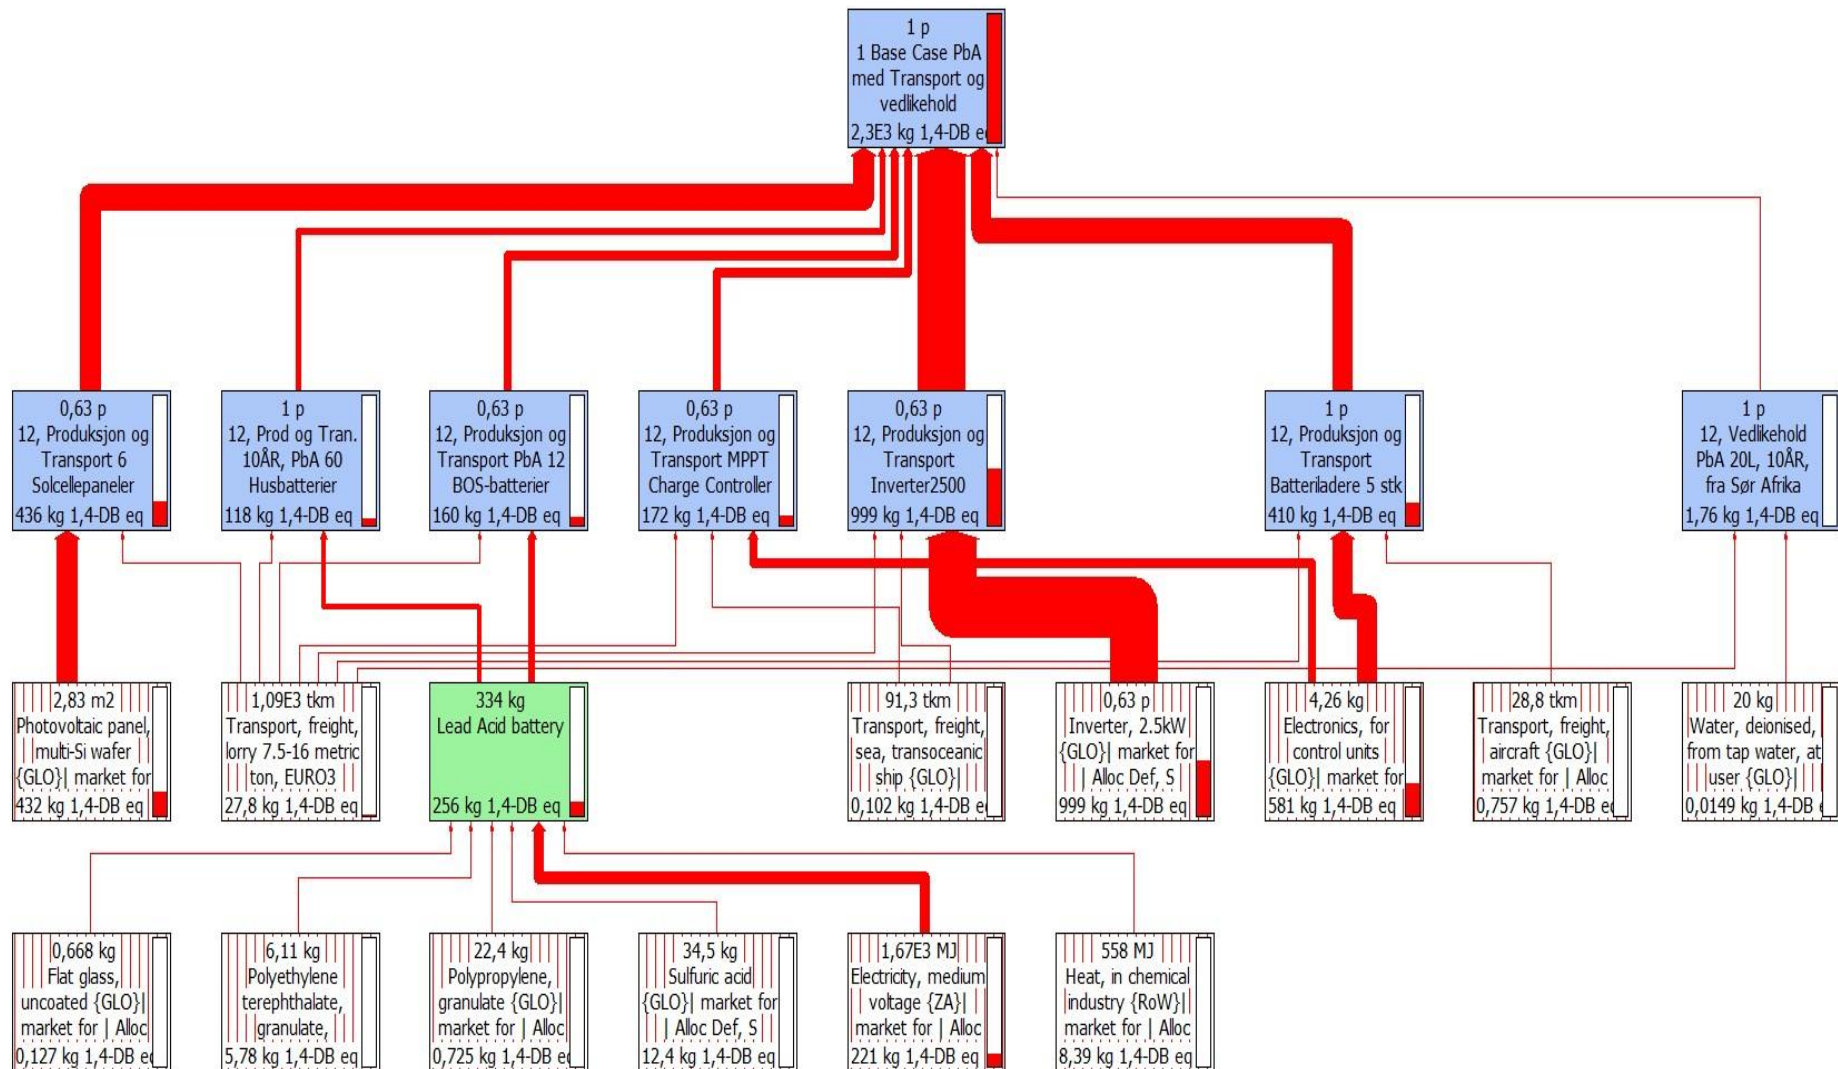 1 p
1 Base Case PbA
med Transport og
vedlikehold
2,3E3 kg 1,4-DB e
0,63 p
12, Produksjon og
Transport 6
Solcellepaneler
436 kg 1,4-DB eq
1 p
12, Prod og Tran.
10ÅR, PbA 60
Husbatterier
118 kg 1,4-DB eq
0,63 p
12, Produksjon og
Transport PbA 12
BOS-batterier
160 kg 1,4-DB eq
0,63 p
12, Produksjon og
Transport MPPT
Charge Controller
172 kg 1,4-DB eq
0,63 p
12, Produksjon og
Transport
Inverter2500
999 kg 1,4-DB eq
1 p
12, Produksjon og
Transport
Batteriladere 5 stk
410 kg 1,4-DB eq
1 p
12, Vedlikehold
PbA 20L, 10ÅR,
fra Sør Afrika
1,76 kg 1,4-DB eq
2,83 m2
Photovoltaic panel,
multi-Si wafer
{GLO}| market for
432 kg 1,4-DB eq
1,09E3 tkm
Transport, freight,
lorry 7.5-16 metric
ton, EURO3
27,8 kg 1,4-DB eq
334 kg
Lead Acid battery
256 kg 1,4-DB eq
91,3 tkm
Transport, freight,
sea, transoceanic
ship {GLO}|
0,102 kg 1,4-DB e
0,63 p
Inverter, 2.5kW
{GLO}| market for
| Alloc Def, S
999 kg 1,4-DB eq
4,26 kg
Electronics, for
control units
{GLO}| market for
581 kg 1,4-DB eq
28,8 tkm
Transport, freight,
aircraft {GLO}|
market for | Alloc
0,757 kg 1,4-DB e
20 kg
Water, deionised,
from tap water, at
user {GLO}|
0,0149 kg 1,4-DB e
0,668 kg
Flat glass,
uncoated {GLO}|
market for | Alloc
0,127 kg 1,4-DB e
6,11 kg
Polyethylene
terephthalate,
granulate,
5,78 kg 1,4-DB eq
22,4 kg
Polypropylene,
granulate {GLO}|
market for | Alloc
0,725 kg 1,4-DB e
34,5 kg
Sulfuric acid
{GLO}| market for
| Alloc Def, S
12,4 kg 1,4-DB eq
1,67E3 MJ
Electricity, medium
voltage {ZA}|
market for | Alloc
221 kg 1,4-DB eq
558 MJ
Heat, in chemical
industry {RoW}|
market for | Alloc
8,39 kg 1,4-DB eq